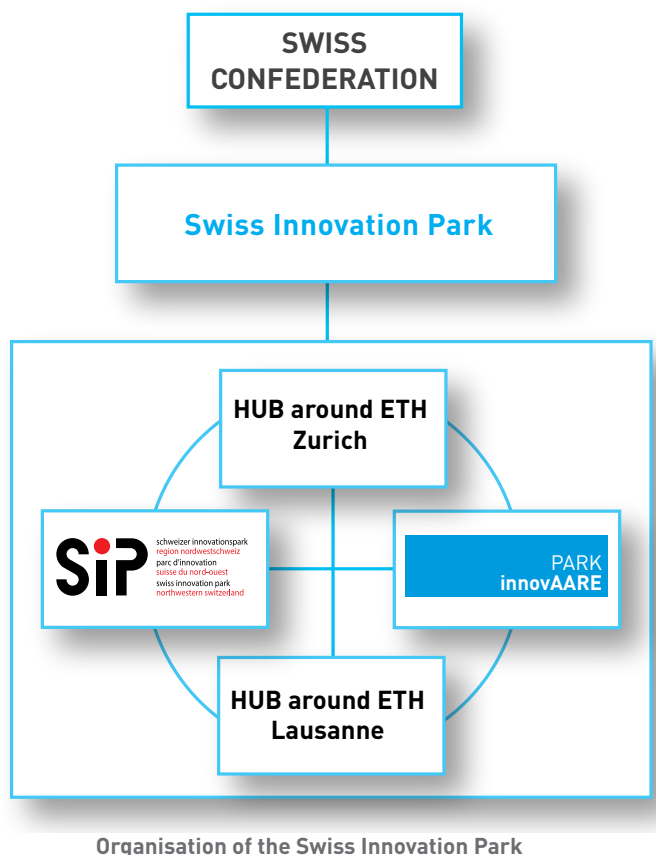 SWISS
CONFEDERATION
Swiss Innovation Park
HUB around ETH
Zurich
SiP
schweizer innovationspark
region nordwestschweiz
parc d'innovation
suisse du nord-ouest
swiss innovation park
northwestern switzerland
PARK
innovAARE
HUB around ETH
Lausanne
Organisation of the Swiss Innovation Park